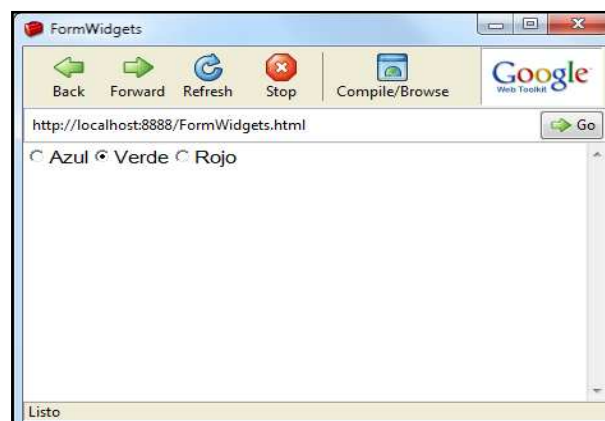 FormWidgets
Back Forward Refresh Stop Compile/Browse Google
Web Toolkit
http://localhost:8888/FormWidgets.html Go
Azul Verde Rojo
Listo